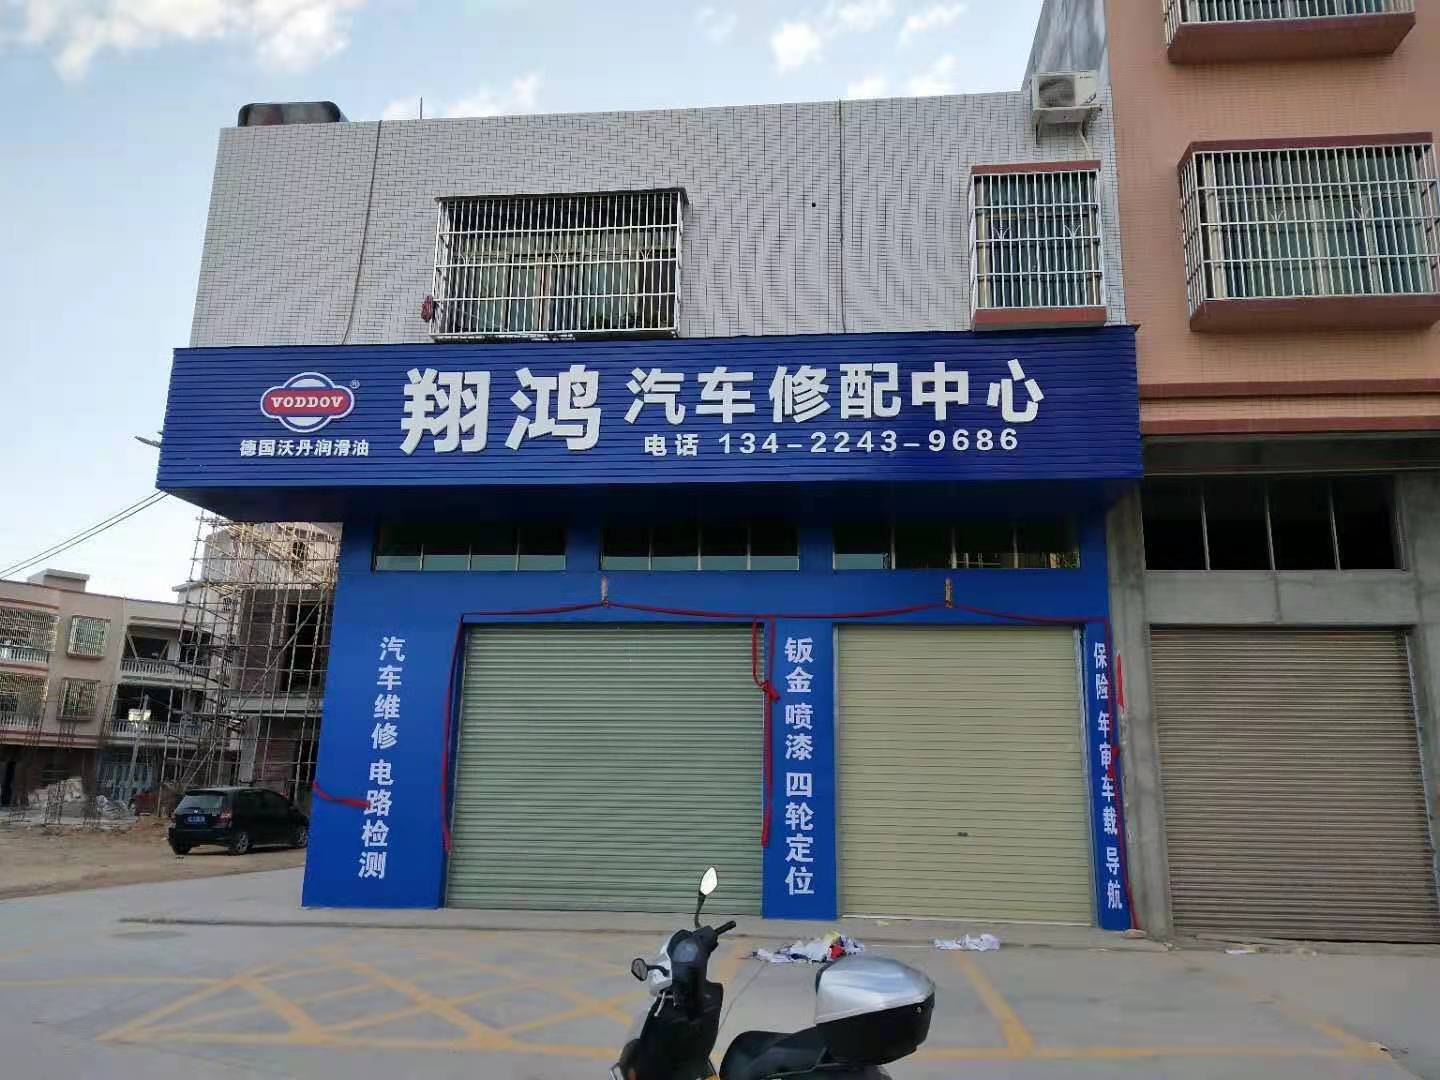 VODDOV®
德国沃丹润滑油
翔鸿 汽车修配中心
电话 134-2243-9686
汽车维修 电路检测
钣金 喷漆 四轮定位
保险 年审 车载 导航